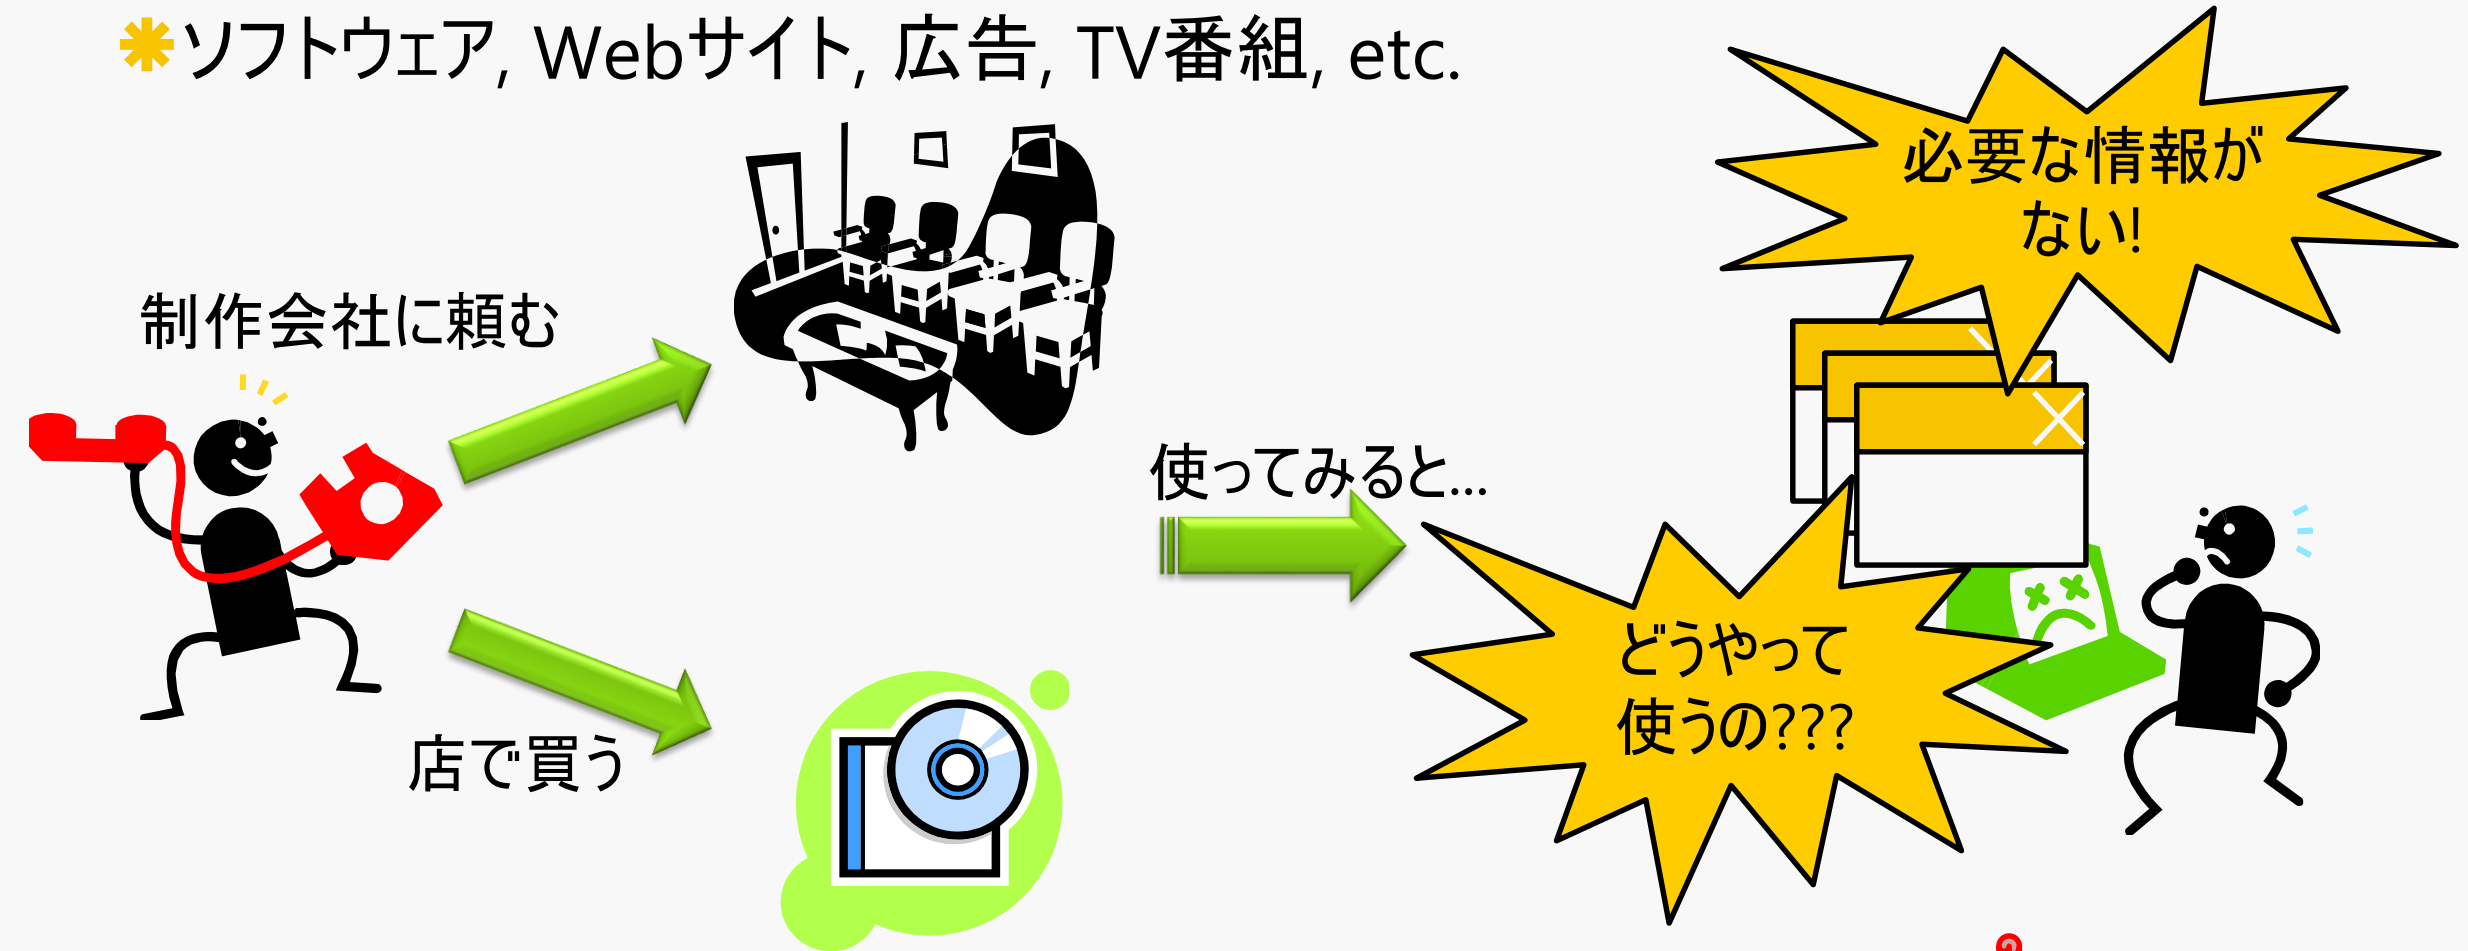 ソフトウェア, Webサイト, 広告, TV番組, etc.
必要な情報が
ない!
制作会社に頼む
使ってみると...
どうやって
使うの???
店で買う